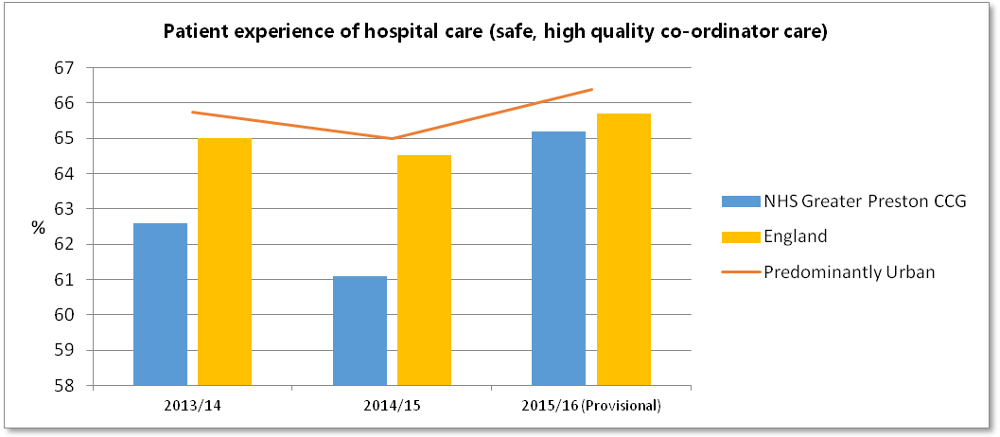 Patient experience of hospital care (safe, high quality co-ordinator care)
67
66
65
64
63
62
61
60
59
58
%
2013/14
2014/15
2015/16 (Provisional)
NHS Greater Preston CCG
England
Predominantly Urban